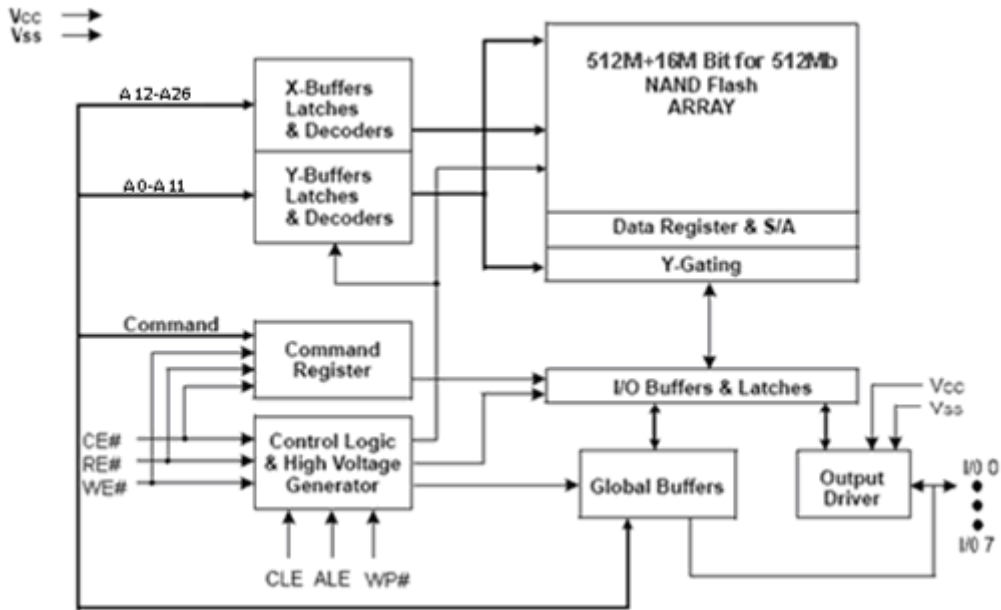 Vcc
Vss
A12-A26
X-Buffers
Latches
& Decoders
A0-A11
Y-Buffers
Latches
& Decoders
512M+16M Bit for 512Mb
NAND Flash
ARRAY
Data Register & S/A
Y-Gating
Command
Command
Register
I/O Buffers & Latches
Vcc
Vss
CE#
RE#
WE#
Control Logic
& High Voltage
Generator
Global Buffers
Output
Driver
I/0 0
I/0 7
CLE
ALE
WP#